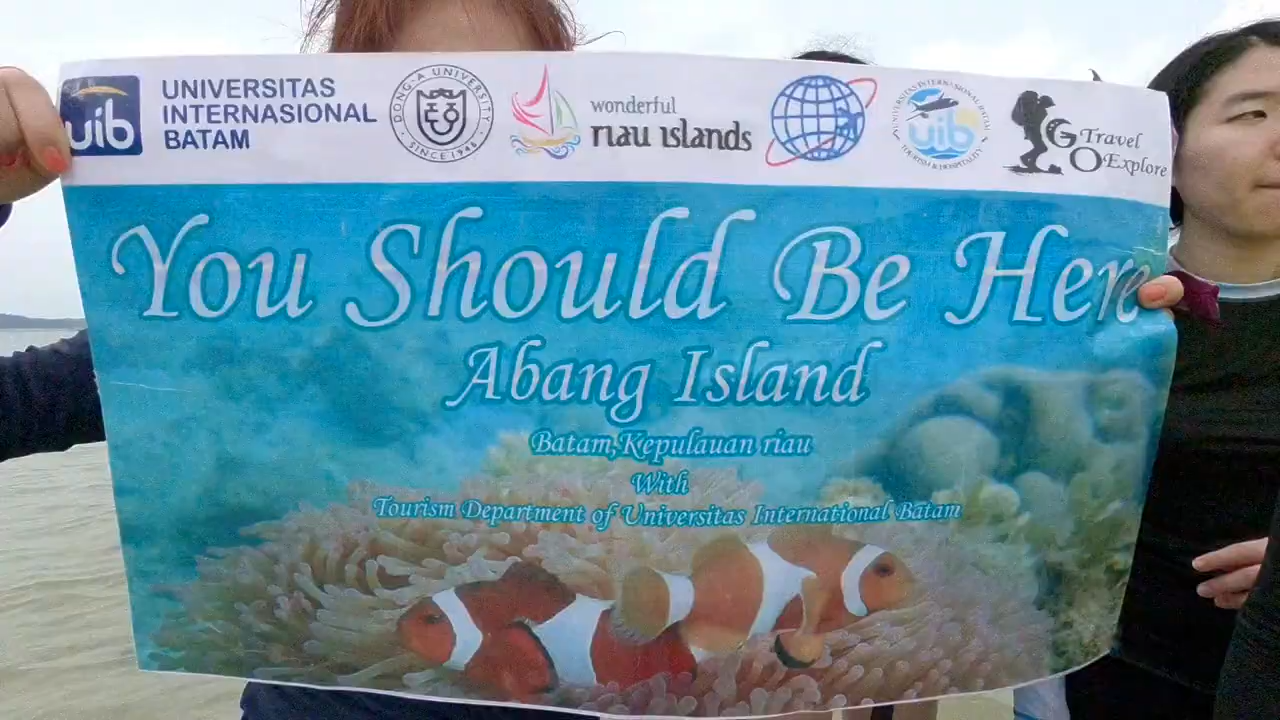 uib
UNIVERSITAS
INTERNASIONAL
BATAM
DONG-A UNIVERSITY
SINCE 1946
wonderful
riau islands
UNIVERSITAS INTERNASIONAL BATAM
uib
TOURISM & HOSPITALITY
GO Travel
Explore
You Should Be Here
Abang Island
Batam,Kepulauan riau
With
Tourism Department of Universitas International Batam